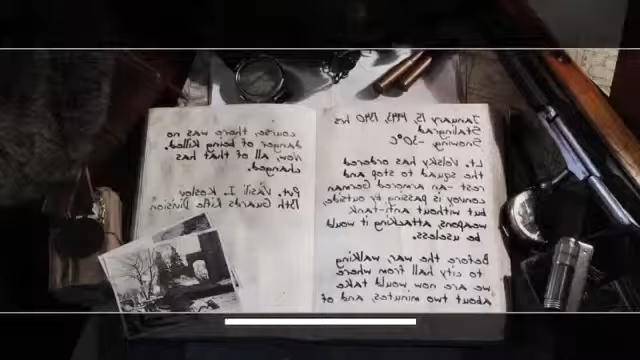 January 15, 1943, 1340 hrs
Stalingrad
Snowing, -30°C
Lt. Volsky has ordered
the squad to stop and
rest - an armored German
convoy is passing by outside,
but without anti-tank
weapons, attacking it would
be useless.
Before the war, walking
to city hall from where
we are now would take
about two minutes, and, of
course, there was no
danger of being killed.
Now, all of that has
changed.
Pvt. Vasili I. Koslov
13th Guards Rifle Division